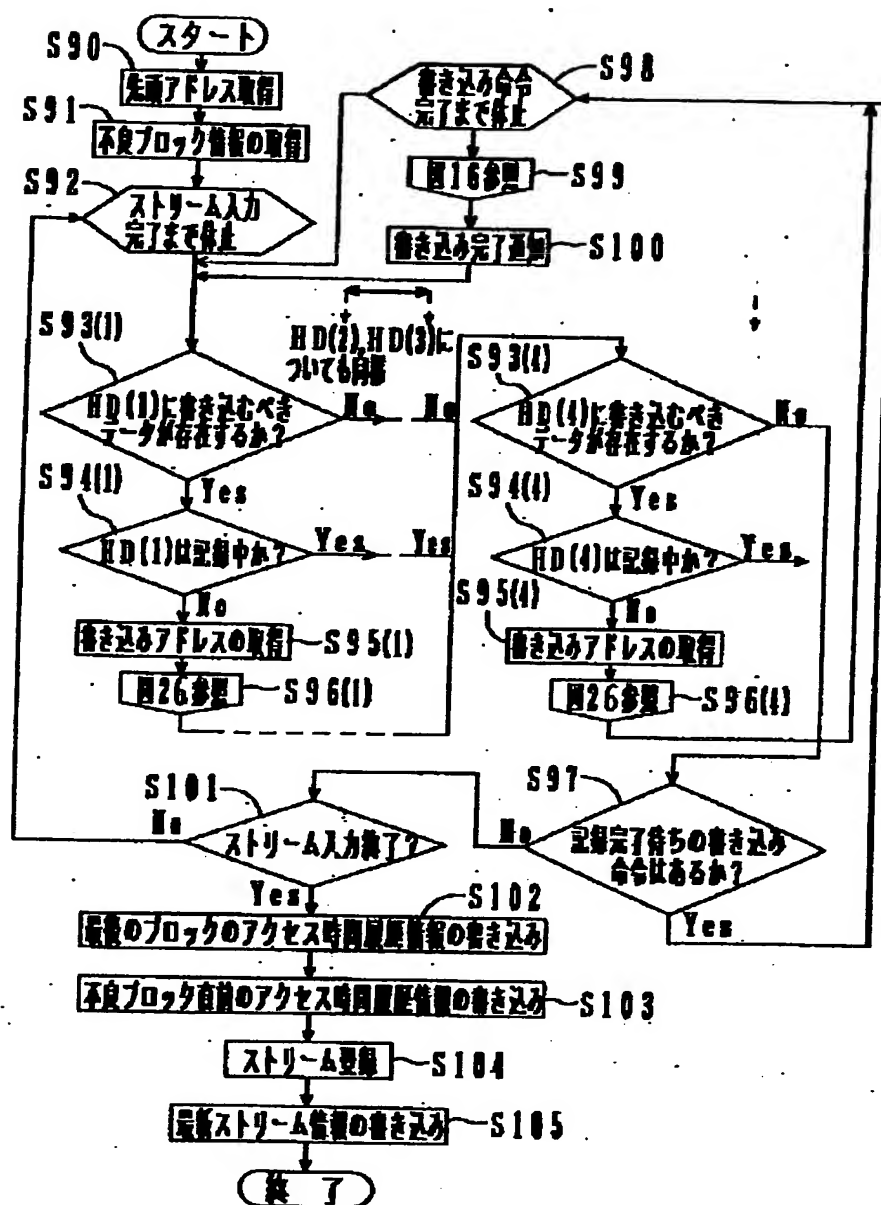 スタート
S90
先頭アドレス取得
S91
不良ブロック情報の取得
S92
ストリーム入力
完了まで停止
書き込み命令
完了まで停止
S98
図16参照
S99
書き込み完了通知
S100
HD(2),HD(3)に
ついても同様
S93(1)
HD(1)に書き込むべき
データが存在するか?
No
No
Yes
S94(1)
HD(1)は記録中か?
Yes
Yes
No
書き込みアドレスの取得
S95(1)
図26参照
S96(1)
S93(4)
HD(4)に書き込むべき
データが存在するか?
No
Yes
S94(4)
HD(4)は記録中か?
Yes
S95(4)
No
書き込みアドレスの取得
図26参照
S96(4)
S97
記録完了待ちの書き込み
命令はあるか?
No
Yes
S101
No
ストリーム入力終了?
Yes
S102
最後のブロックのアクセス時間履歴情報の書き込み
不良ブロック直前のアクセス時間履歴情報の書き込み
S103
ストリーム登録
S104
最新ストリーム情報の書き込み
S105
終了